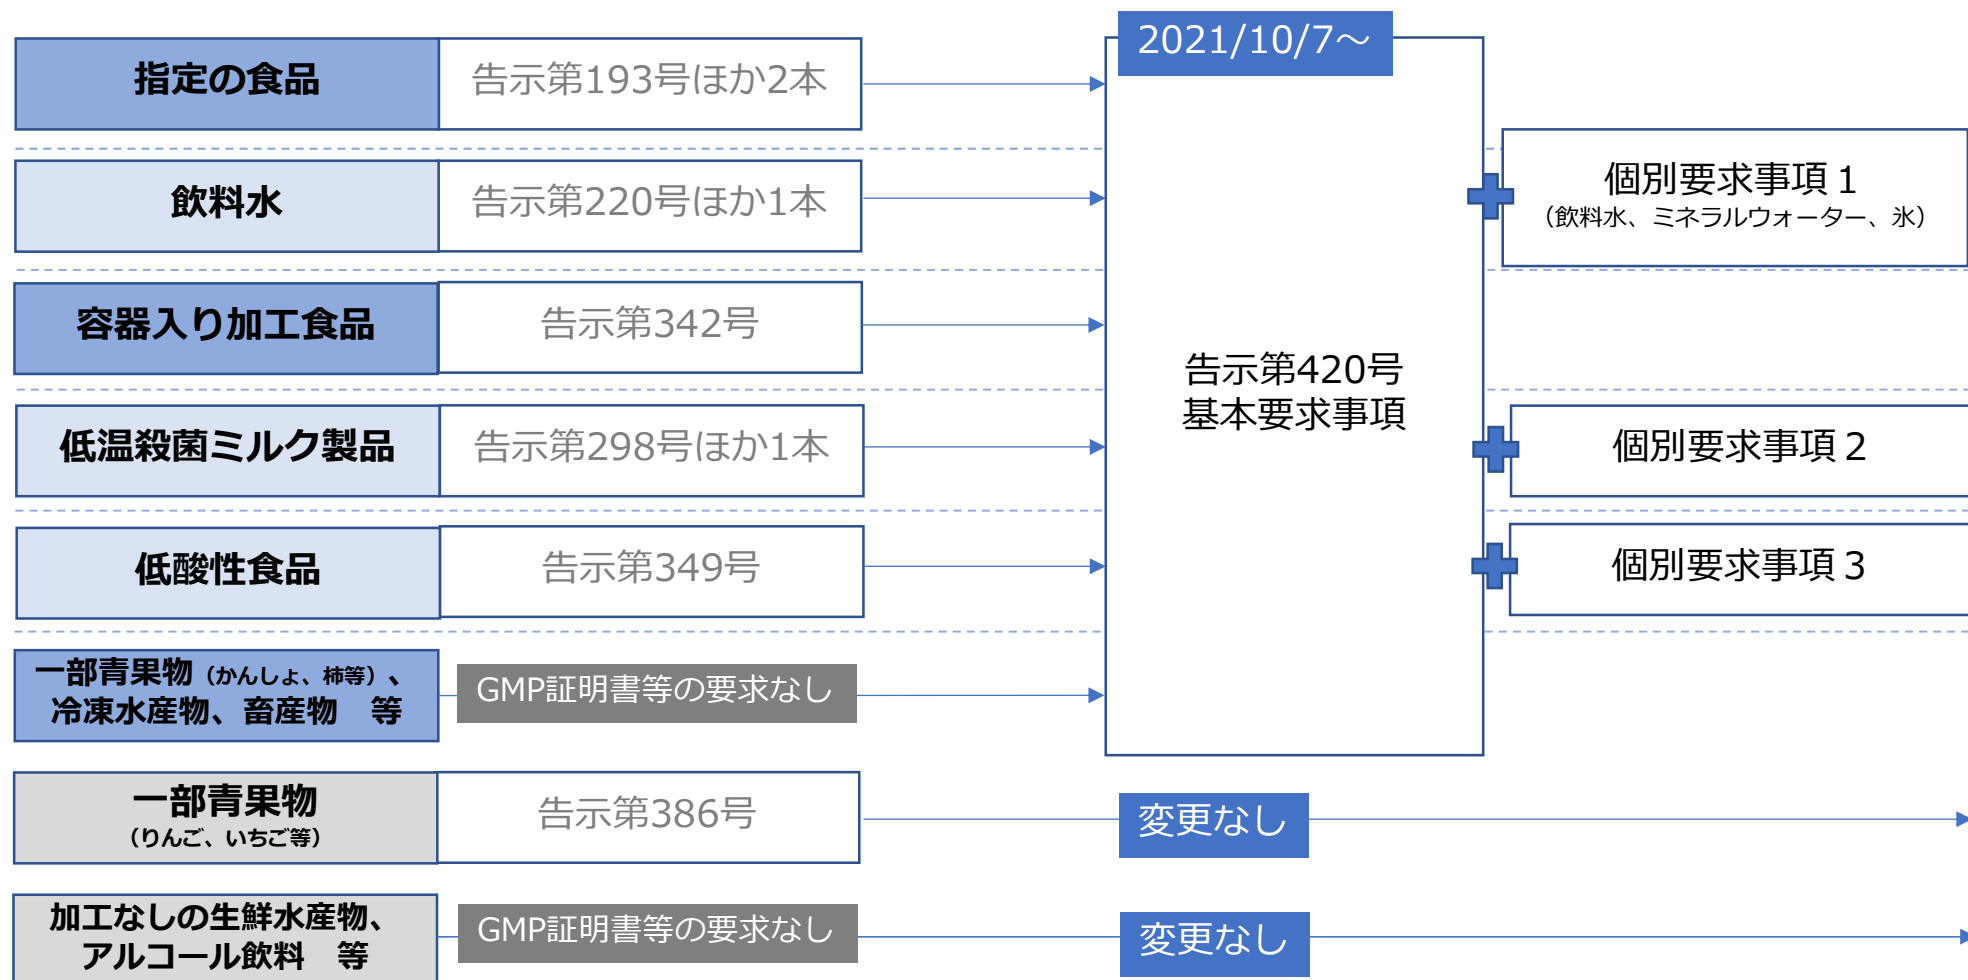 2021/10/7～
指定の食品
告示第193号ほか2本
飲料水
告示第220号ほか1本
個別要求事項１
（飲料水、ミネラルウォーター、氷）
容器入り加工食品
告示第342号
告示第420号
基本要求事項
低温殺菌ミルク製品
告示第298号ほか1本
個別要求事項２
低酸性食品
告示第349号
個別要求事項３
一部青果物（かんしょ、柿等）、
冷凍水産物、畜産物　等
GMP証明書等の要求なし
一部青果物
（りんご、いちご等）
告示第386号
変更なし
加工なしの生鮮水産物、
アルコール飲料　等
GMP証明書等の要求なし
変更なし